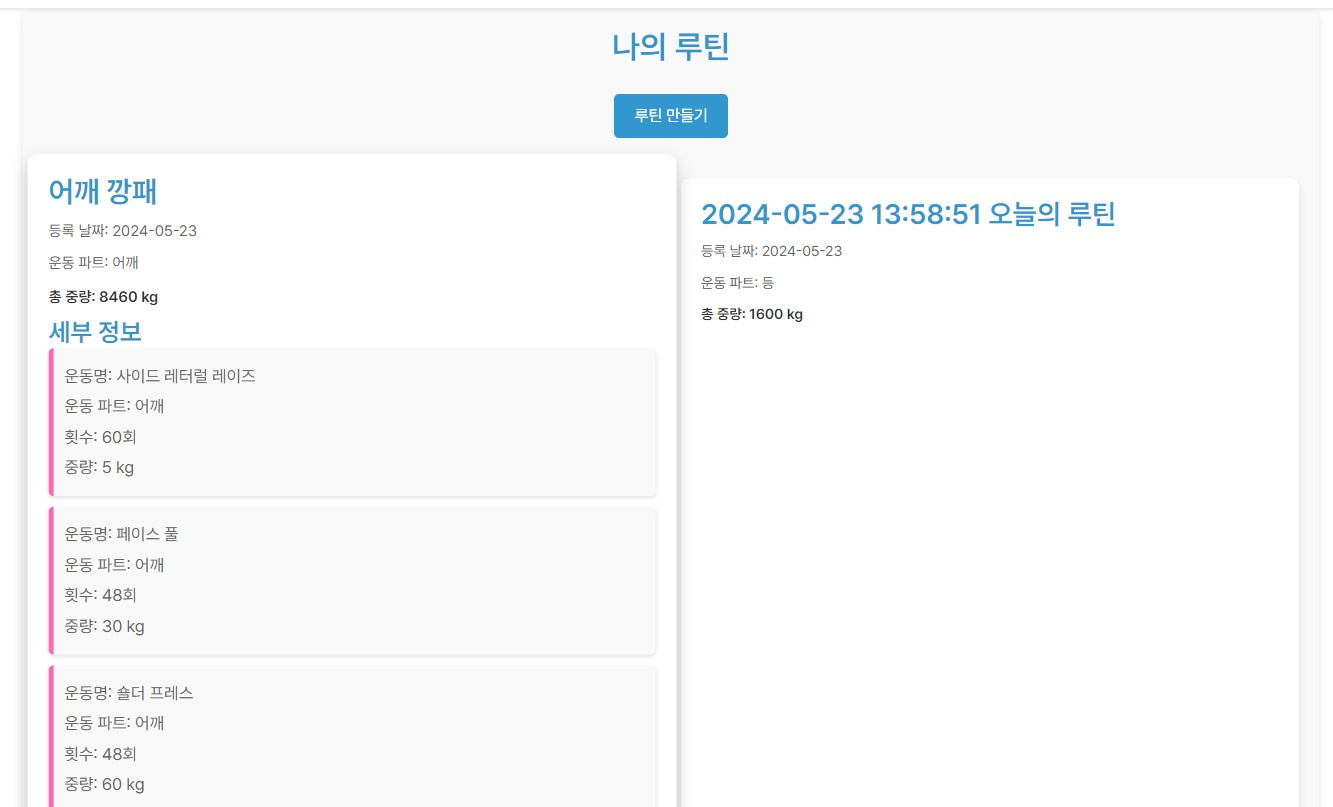 나의 루틴
루틴 만들기
어깨 깡패
등록 날짜: 2024-05-23
운동 파트: 어깨
총 중량: 8460 kg
세부 정보
운동명: 사이드 레터럴 레이즈
운동 파트: 어깨
횟수: 60회
중량: 5 kg
운동명: 페이스 풀
운동 파트: 어깨
횟수: 48회
중량: 30 kg
운동명: 숄더 프레스
운동 파트: 어깨
횟수: 48회
중량: 60 kg
2024-05-23 13:58:51 오늘의 루틴
등록 날짜: 2024-05-23
운동 파트: 등
총 중량: 1600 kg